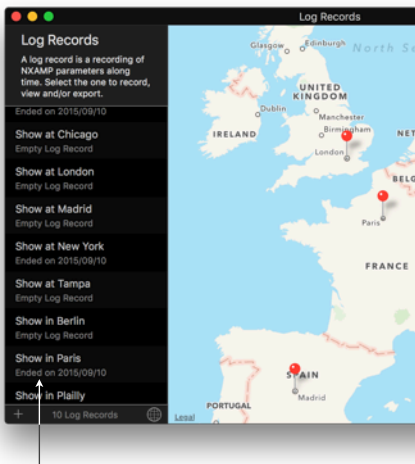 Log Records
Log Records
A log record is a recording of
NXAMP parameters along
time. Select the one to record,
view and/or export.
Ended on 2015/09/10
Show at Chicago
Empty Log Record
Show at London
Empty Log Record
Show at Madrid
Empty Log Record
Show at New York
Ended on 2015/09/10
Show at Tampa
Empty Log Record
Show in Berlin
Empty Log Record
Show in Paris
Ended on 2015/09/10
Show in Plailly
+ 10 Log Records
Glasgow
Edinburgh
North Se
UNITED
KINGDOM
Dublin
Manchester
IRELAND
Birmingham
NET
London
BELG
Paris
FRANCE
SPAIN
Madrid
PORTUGAL
Legal